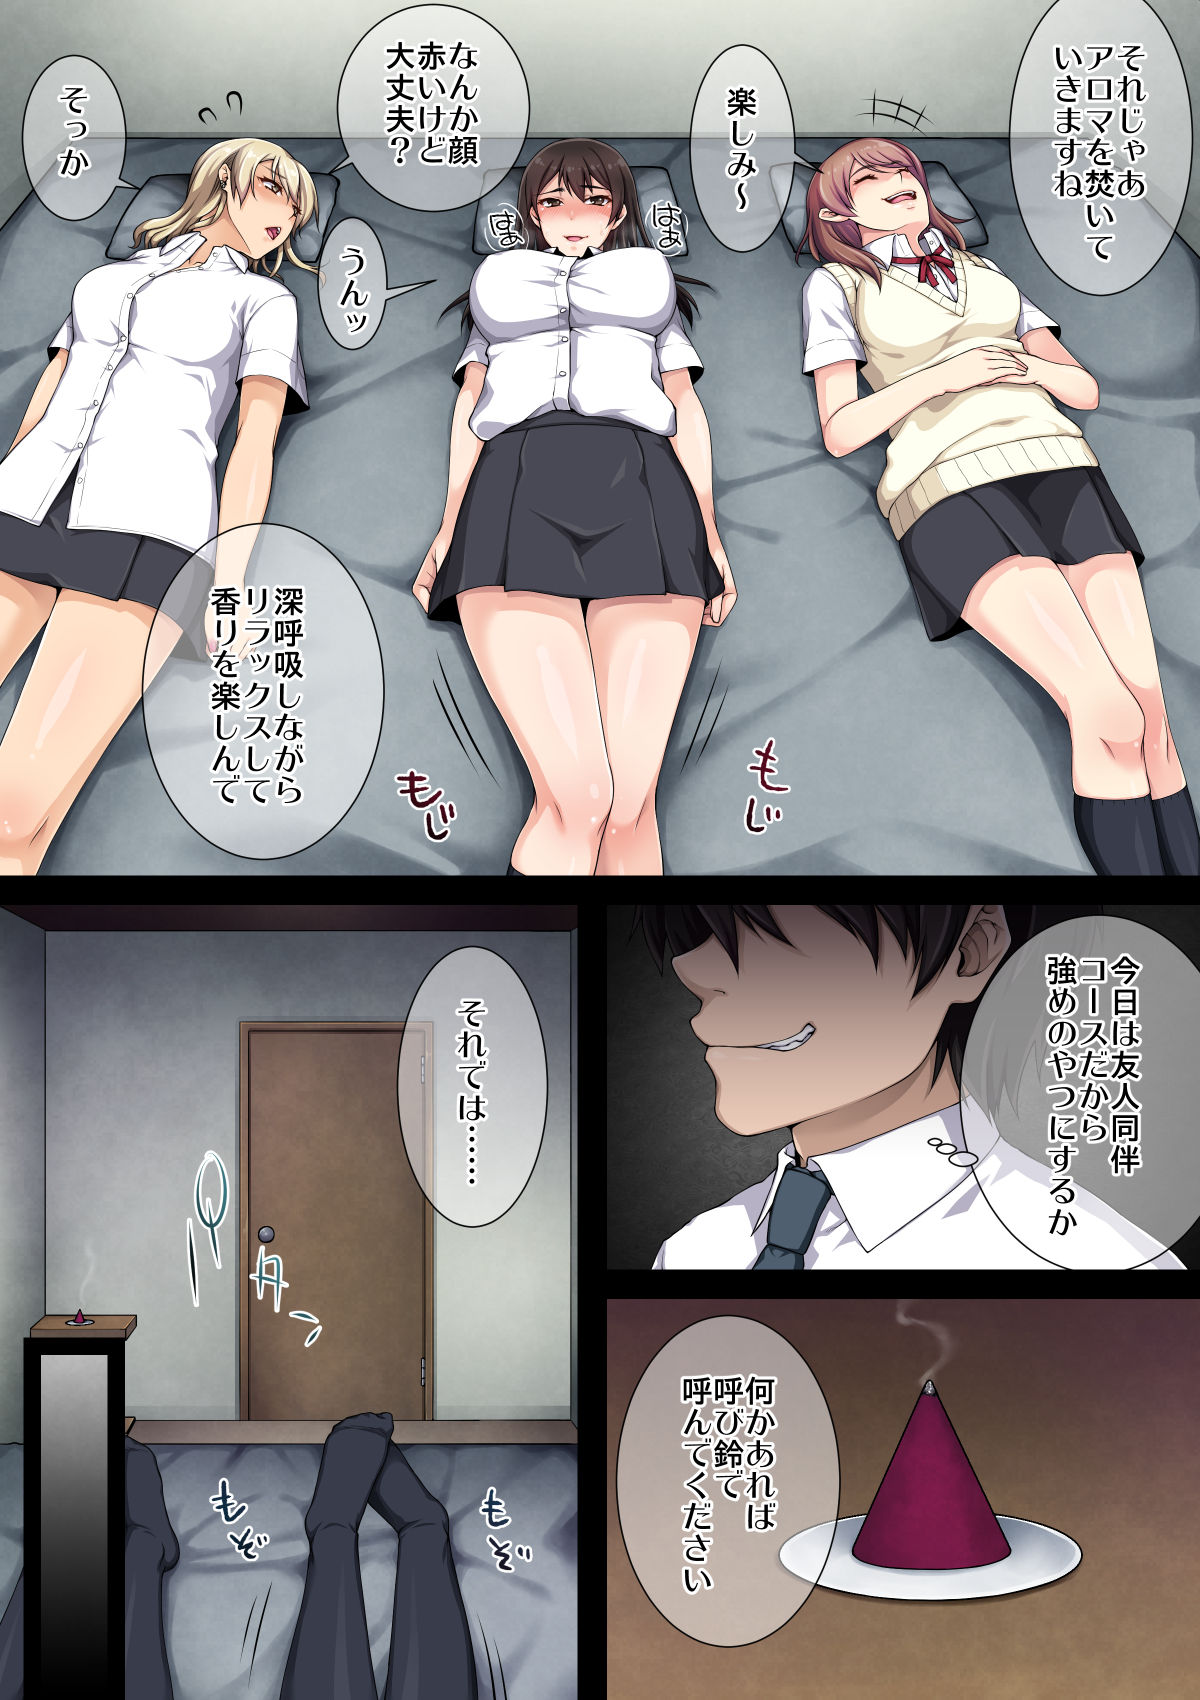 それじゃあ
アロマを焚いて
いきますね
楽しみ～
なんか顔
赤いけど
大丈夫？
うんッ
そっか
はぁ
はぁ
深呼吸しながら
リラックスして
香りを楽しんで
もじ
もじ
今日は友人同伴
コースだから
強めのやつにするか
何かあれば
呼び鈴で
呼んでください
それでは……
パタン
もぞ
もぞ